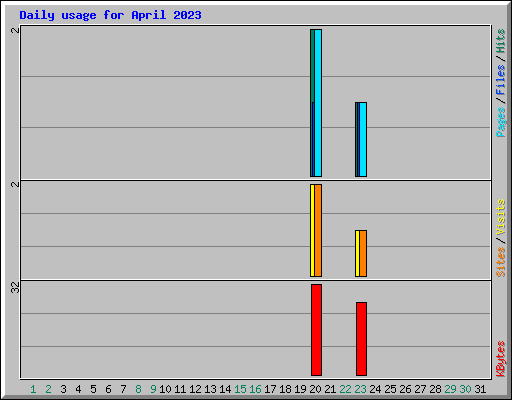 Daily usage for April 2023
2
2
32
Pages / Files / Hits
Sites / Visits
KBytes
1 2 3 4 5 6 7 8 9 10 11 12 13 14 15 16 17 18 19 20 21 22 23 24 25 26 27 28 29 30 31